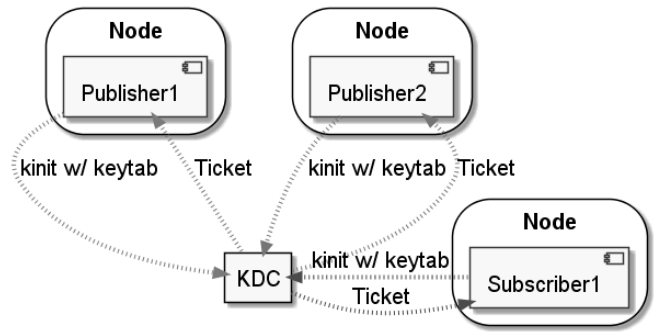 Node
Node
Publisher1
Publisher2
kinit w/ keytab
Ticket
kinit w/ keytab
Ticket
Node
kinit w/ keytab
KDC
Subscriber1
Ticket